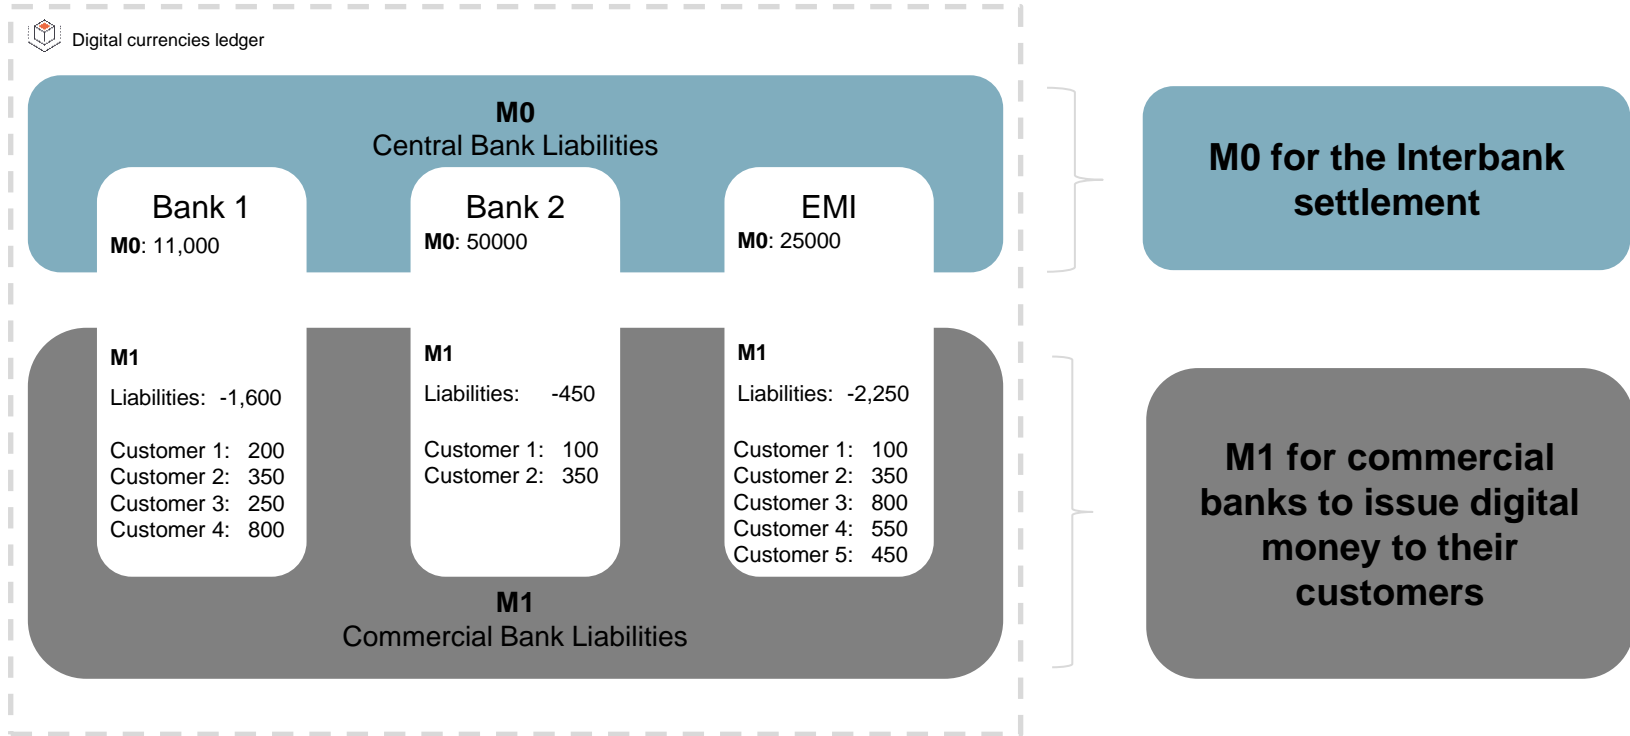 Digital currencies ledger
M0
Central Bank Liabilities
Bank 1
M0: 11,000
Bank 2
M0: 50000
EMI
M0: 25000
M1
Liabilities: -1,600
Customer 1: 200
Customer 2: 350
Customer 3: 250
Customer 4: 800
M1
Liabilities: -450
Customer 1: 100
Customer 2: 350
M1
Liabilities: -2,250
Customer 1: 100
Customer 2: 350
Customer 3: 800
Customer 4: 550
Customer 5: 450
M1
Commercial Bank Liabilities
M0 for the Interbank
settlement
M1 for commercial
banks to issue digital
money to their
customers